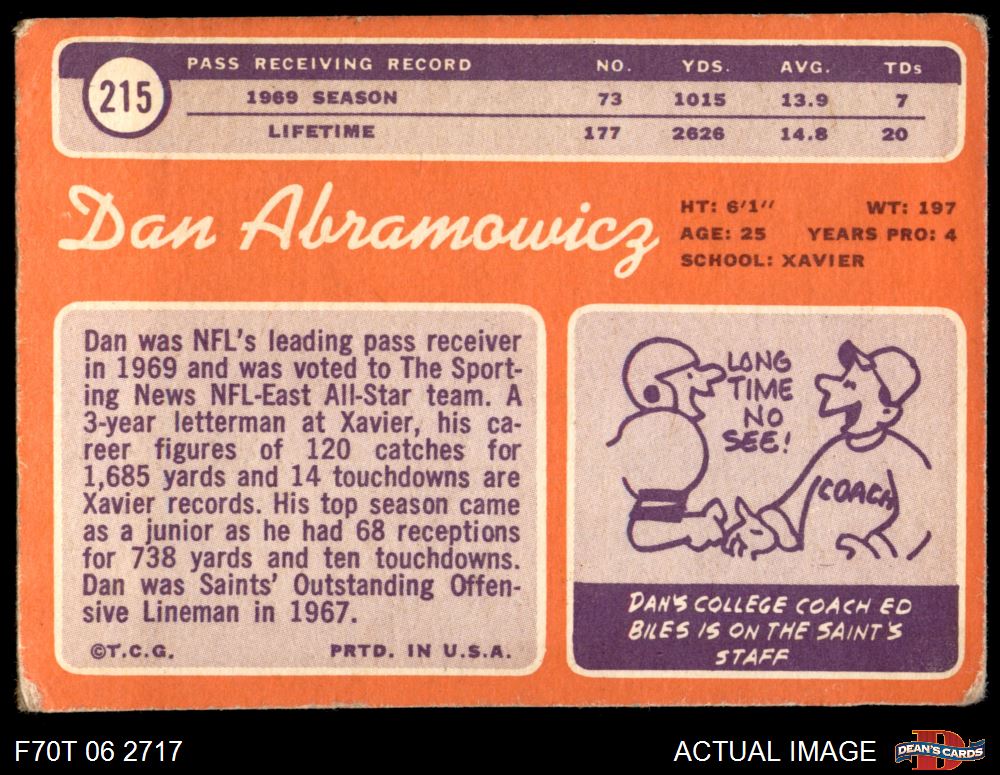 PASS RECEIVING RECORD NO. YDS. AVG. TDs
215
1969 SEASON 73 1015 13.9 7
LIFETIME 177 2626 14.8 20
Dan Abramowicz
HT: 6'1" WT: 197
AGE: 25 YEARS PRO: 4
SCHOOL: XAVIER
Dan was NFL's leading pass receiver
in 1969 and was voted to The Sport-
ing News NFL-East All-Star team. A
3-year letterman at Xavier, his ca-
reer figures of 120 catches for
1,685 yards and 14 touchdowns are
Xavier records. His top season came
as a junior as he had 68 receptions
for 738 yards and ten touchdowns.
Dan was Saints' Outstanding Offen-
sive Lineman in 1967.
©T.C.G. PRTD. IN U.S.A.
LONG
TIME
NO
SEE!
COACH
DAN'S COLLEGE COACH ED
BILES IS ON THE SAINT'S
STAFF
F70T 06 2717
ACTUAL IMAGE
D
DEAN'S CARDS